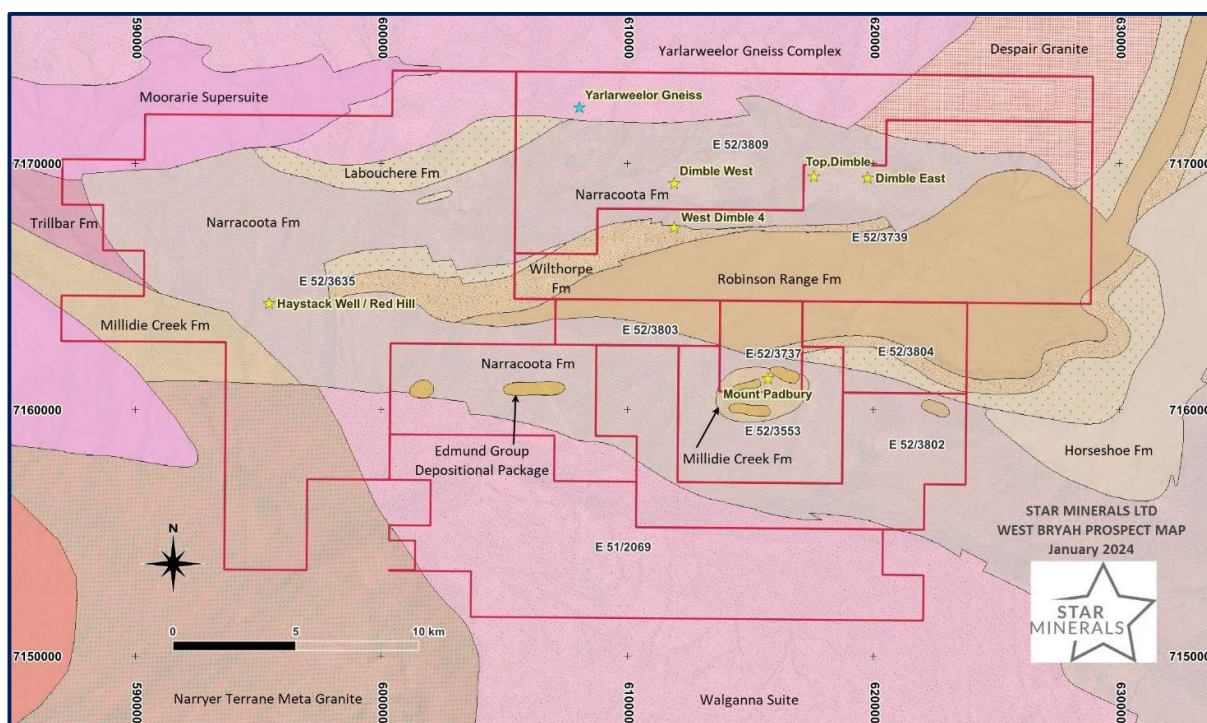 590000
600000
610000
620000
630000
Yarlarweelor Gneiss Complex
Despair Granite
Moorarie Supersuite
Yarlarweelor Gneiss
7170000
7170000
E 52/3809
Labouchere Fm
Dimble West
Top Dimble
Dimble East
Narracoota Fm
Trillbar Fm
Narracoota Fm
West Dimble 4
E 52/3739
Wilthorpe
Fm
Robinson Range Fm
E 52/3635
Haystack Well / Red Hill
Millidie Creek Fm
E 52/3803
E 52/3737
E 52/3804
Narracoota Fm
Mount Padbury
7160000
7160000
E 52/3553
E 52/3802
Edmund Group
Depositional Package
Millidie Creek Fm
Horseshoe Fm
STAR MINERALS LTD
WEST BRYAH PROSPECT MAP
January 2024
N
E 51/2069
STAR
MINERALS
0 5 10 km
7150000
7150000
Narryer Terrane Meta Granite
Walganna Suite
590000
600000
610000
620000
630000